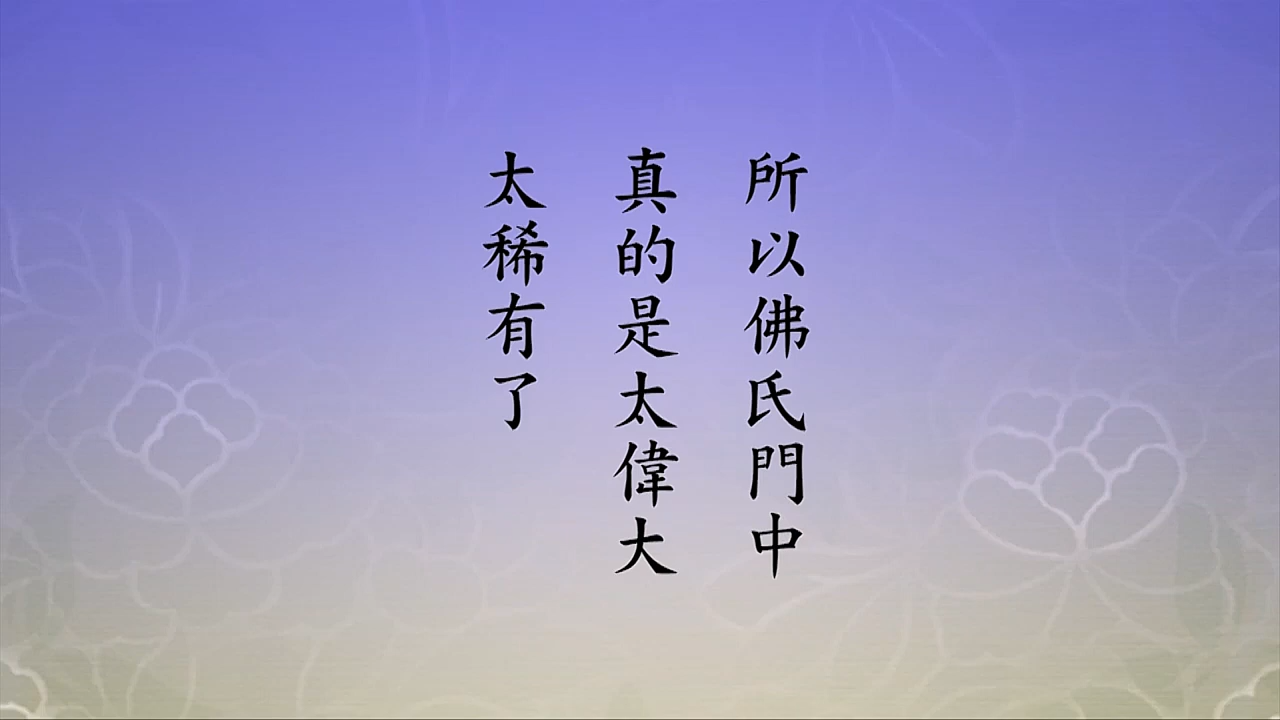 所以佛氏門中
真的是太偉大
太稀有了